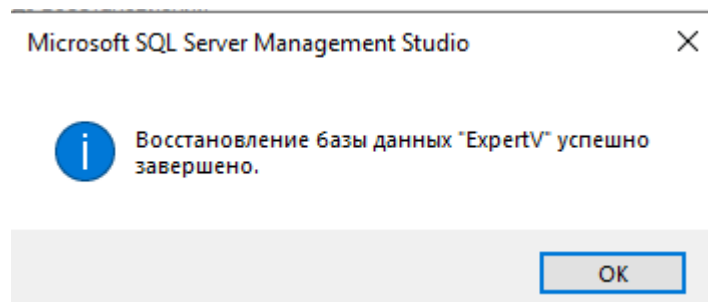 Microsoft SQL Server Management Studio
Восстановление базы данных "ExpertV" успешно
завершено.
OK